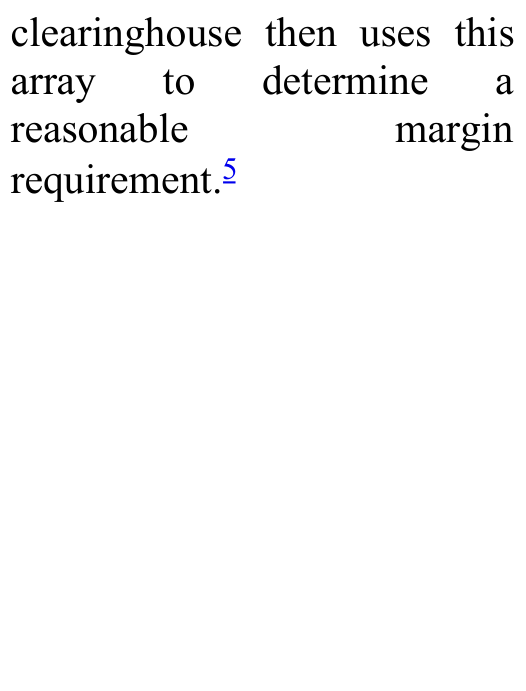 clearinghouse then uses this
array to determine a
reasonable margin
requirement.5